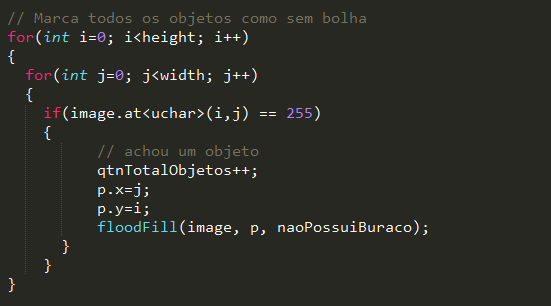 // Marca todos os objetos como sem bolha
for(int i=0; i<height; i++)
{
for(int j=0; j<width; j++)
{
if(image.at<uchar>(i,j) == 255)
{
// achou um objeto
qtnTotalObjetos++;
p.x=j;
p.y=i;
floodFill(image, p, naoPossuiBuraco);
}
}
}